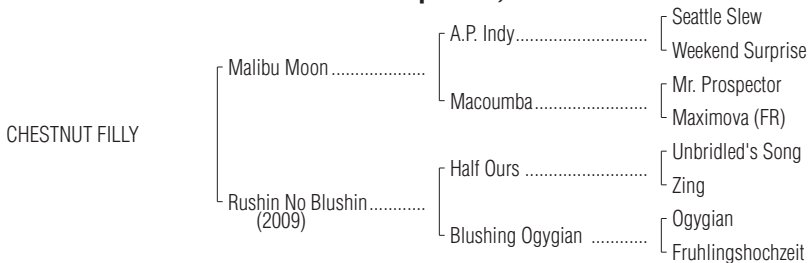 Seattle Slew
A.P. Indy..............................
Weekend Surprise
Malibu Moon .....................
Mr. Prospector
Macoumba.........................
Maximova (FR)
CHESTNUT FILLY
Unbridled's Song
Half Ours ...........................
Zing
Rushin No Blushin............
(2009)
Ogygian
Blushing Ogygian ............
Fruhlingshochzeit